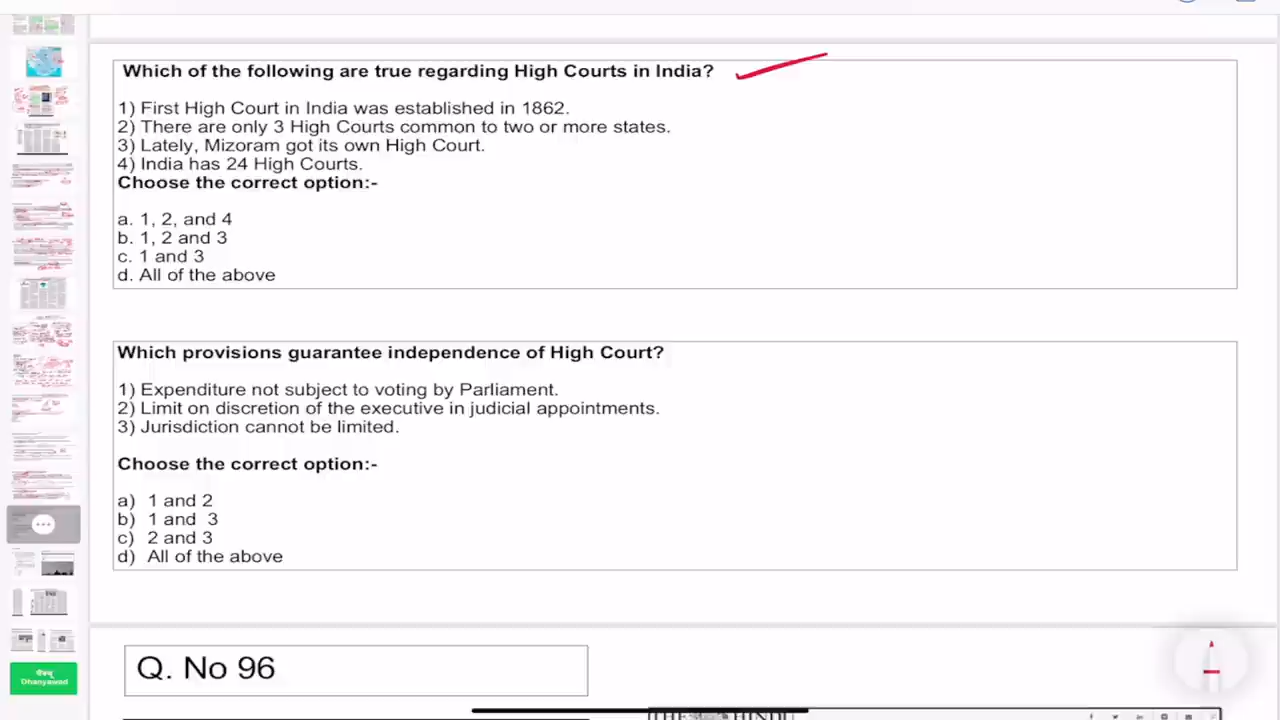 Which of the following are true regarding High Courts in India?
1) First High Court in India was established in 1862.
2) There are only 3 High Courts common to two or more states.
3) Lately, Mizoram got its own High Court.
4) India has 24 High Courts.
Choose the correct option:-
a. 1, 2, and 4
b. 1, 2 and 3
c. 1 and 3
d. All of the above
Which provisions guarantee independence of High Court?
1) Expenditure not subject to voting by Parliament.
2) Limit on discretion of the executive in judicial appointments.
3) Jurisdiction cannot be limited.
Choose the correct option:-
a) 1 and 2
b) 1 and 3
c) 2 and 3
d) All of the above
Dhanyawad
Q. No 96
THE HINDU